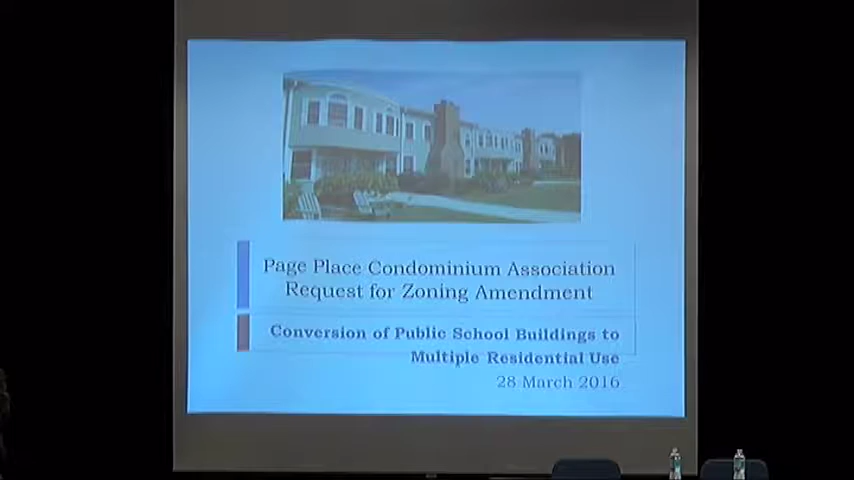 Page Place Condominium Association
Request for Zoning Amendment
Conversion of Public School Buildings to
Multiple Residential Use
28 March 2016